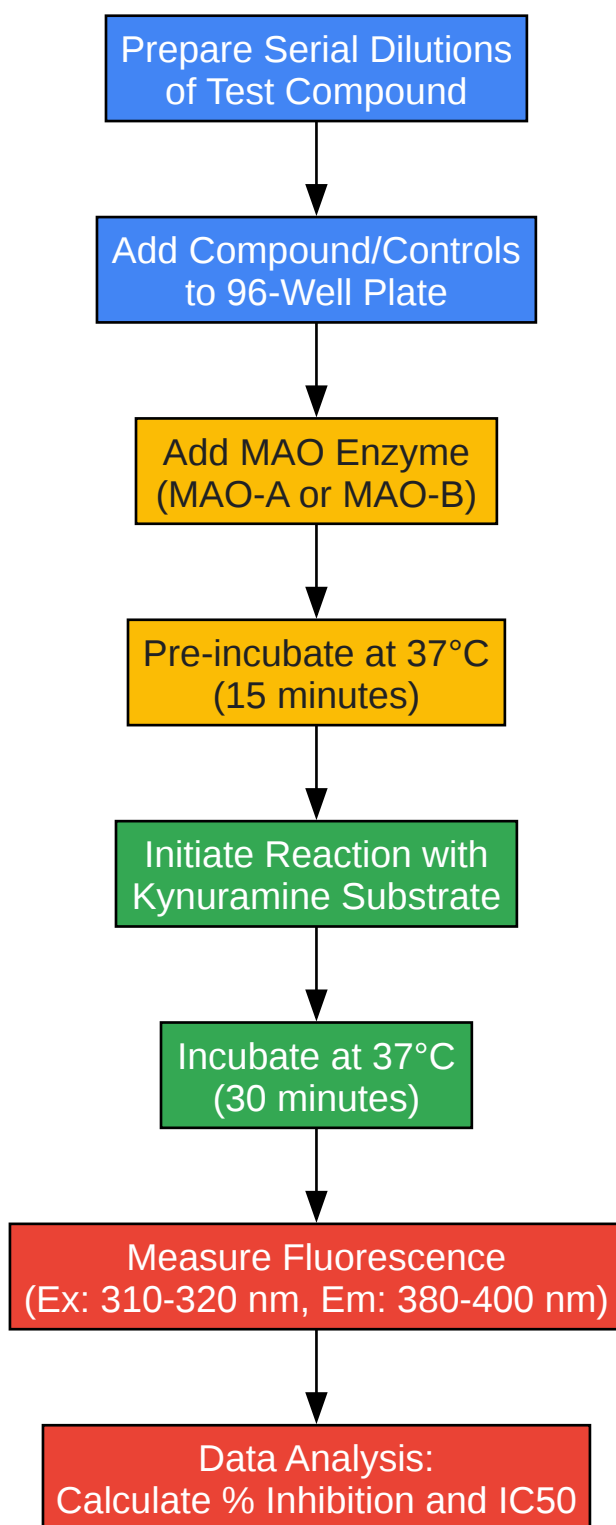 Prepare Serial Dilutions
of Test Compound
Add Compound/Controls
to 96-Well Plate
Add MAO Enzyme
(MAO-A or MAO-B)
Pre-incubate at 37°C
(15 minutes)
Initiate Reaction with
Kynuramine Substrate
Incubate at 37°C
(30 minutes)
Measure Fluorescence
(Ex: 310-320 nm, Em: 380-400 nm)
Data Analysis:
Calculate % Inhibition and IC50